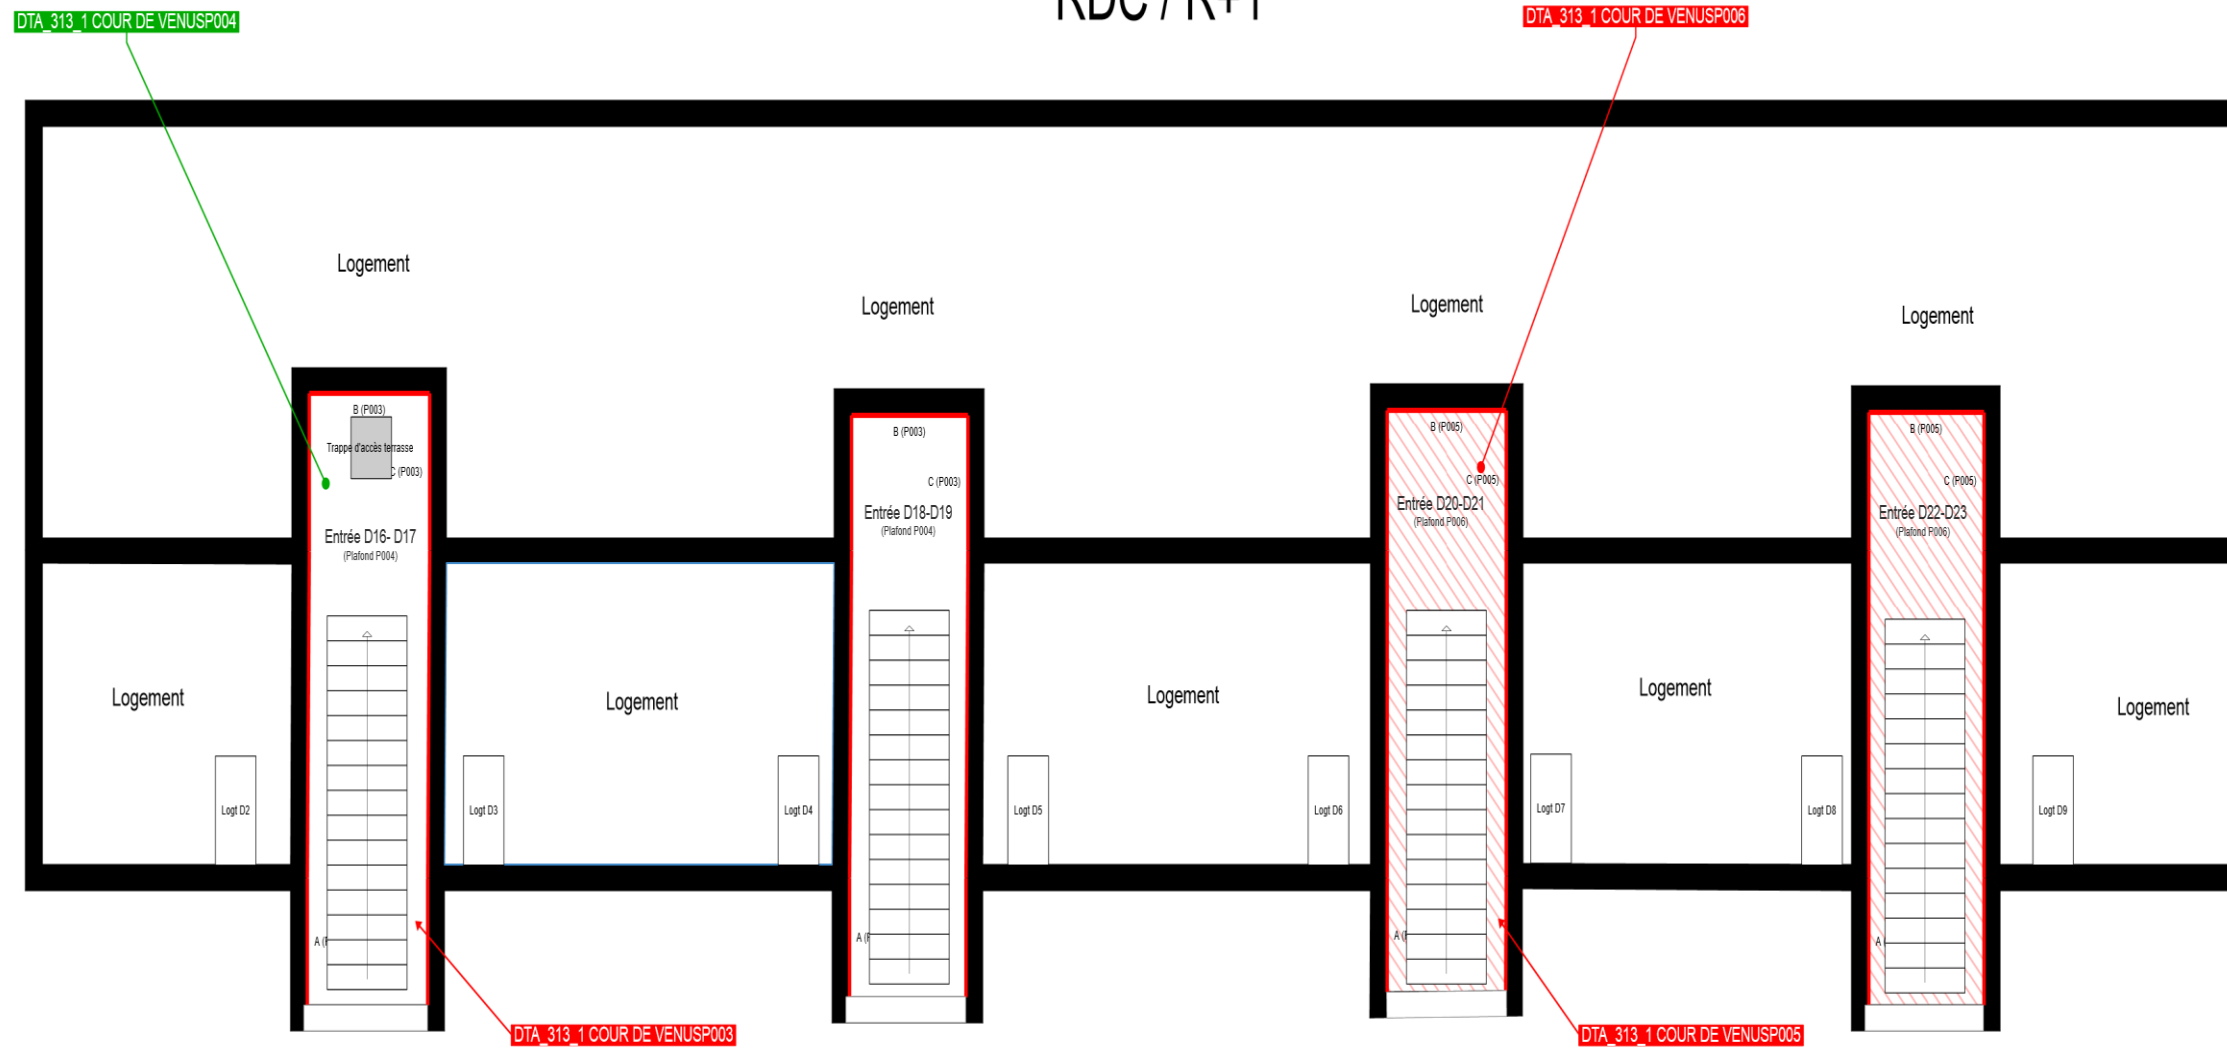 RDC / R+1
DTA_313_1 COUR DE VENUSP004
DTA_313_1 COUR DE VENUSP006
Logement
Logement
Logement
Logement
B (P003)
Trappe d'accès terrasse
C (P003)
Entrée D16- D17
(Plafond P004)
B (P003)
C (P003)
Entrée D18-D19
(Plafond P004)
B (P005)
C (P005)
Entrée D20-D21
(Plafond P006)
B (P005)
C (P005)
Entrée D22-D23
(Plafond P006)
Logement
Logement
Logement
Logement
Logement
Logt D2
Logt D3
Logt D4
Logt D5
Logt D6
Logt D7
Logt D8
Logt D9
A
A
A
A
DTA_313_1 COUR DE VENUSP003
DTA_313_1 COUR DE VENUSP005